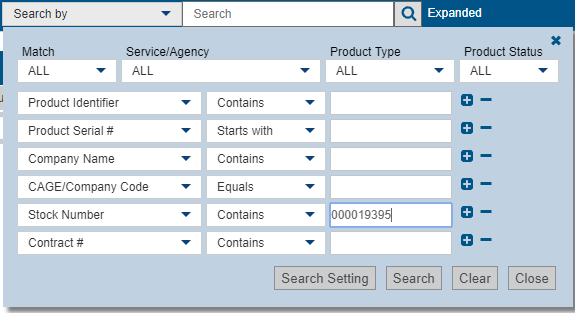 Search by Search Expanded
Match Service/Agency Product Type Product Status
ALL ALL ALL ALL
Product Identifier Contains
Product Serial # Starts with
Company Name Contains
CAGE/Company Code Equals
Stock Number Contains 000019395
Contract # Contains
Search Setting Search Clear Close